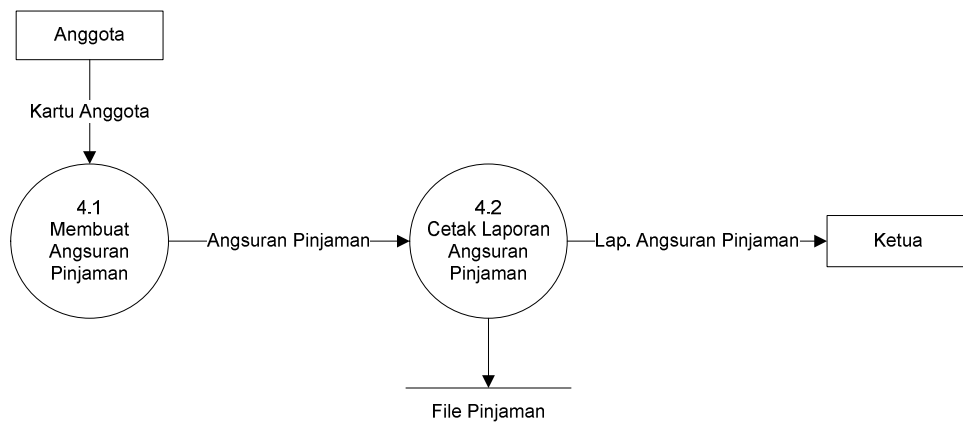 Anggota
Kartu Anggota
4.1
Membuat
Angsuran
Pinjaman
Angsuran Pinjaman
4.2
Cetak Laporan
Angsuran
Pinjaman
Lap. Angsuran Pinjaman
Ketua
File Pinjaman